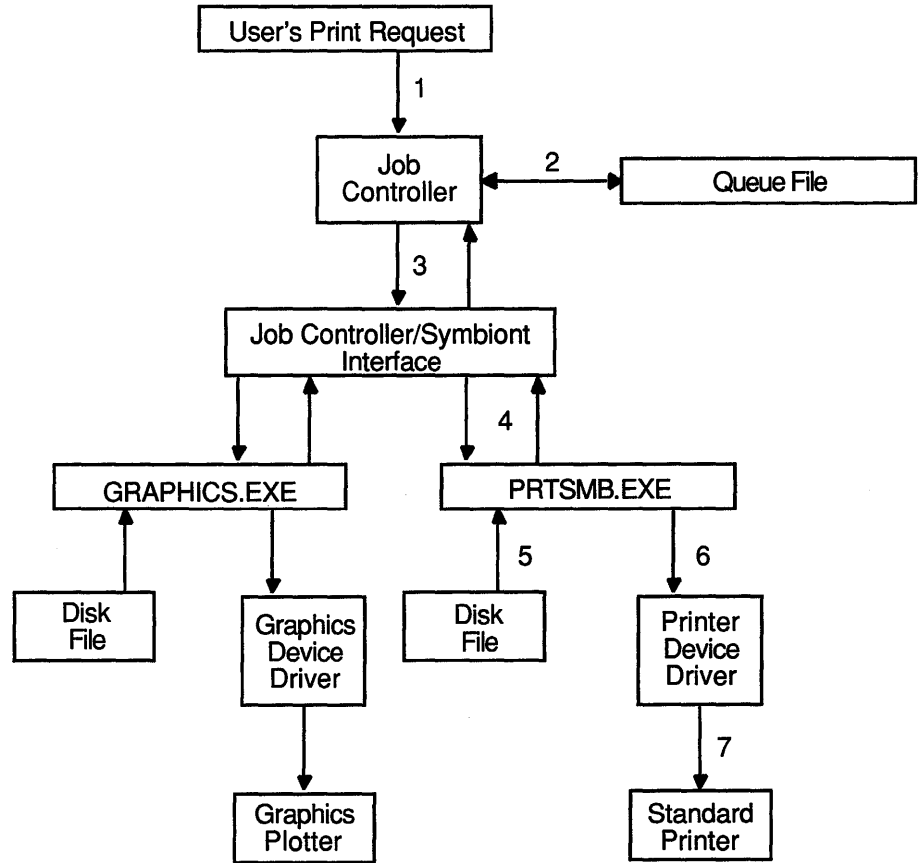 User's Print Request
1
Job
Controller
2
Queue File
3
Job Controller/Symbiont
Interface
4
GRAPHICS.EXE
PRTSMB.EXE
5
6
Disk
File
Graphics
Device
Driver
Disk
File
Printer
Device
Driver
7
Graphics
Plotter
Standard
Printer